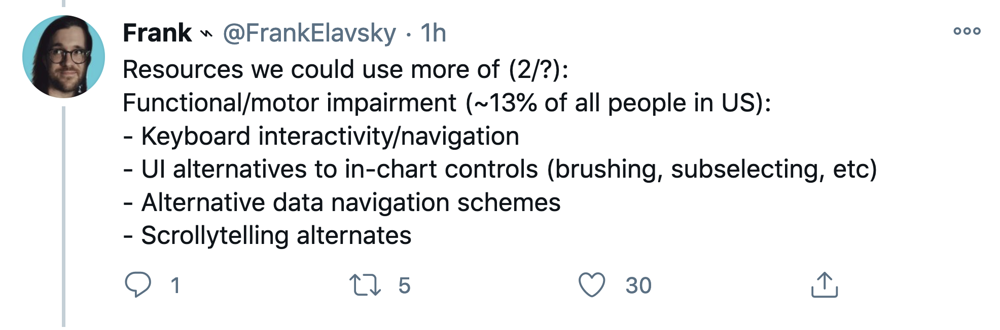 Frank @FrankElavsky · 1h
Resources we could use more of (2/?):
Functional/motor impairment (~13% of all people in US):
- Keyboard interactivity/navigation
- UI alternatives to in-chart controls (brushing, subselecting, etc)
- Alternative data navigation schemes
- Scrollytelling alternates
1 5 30